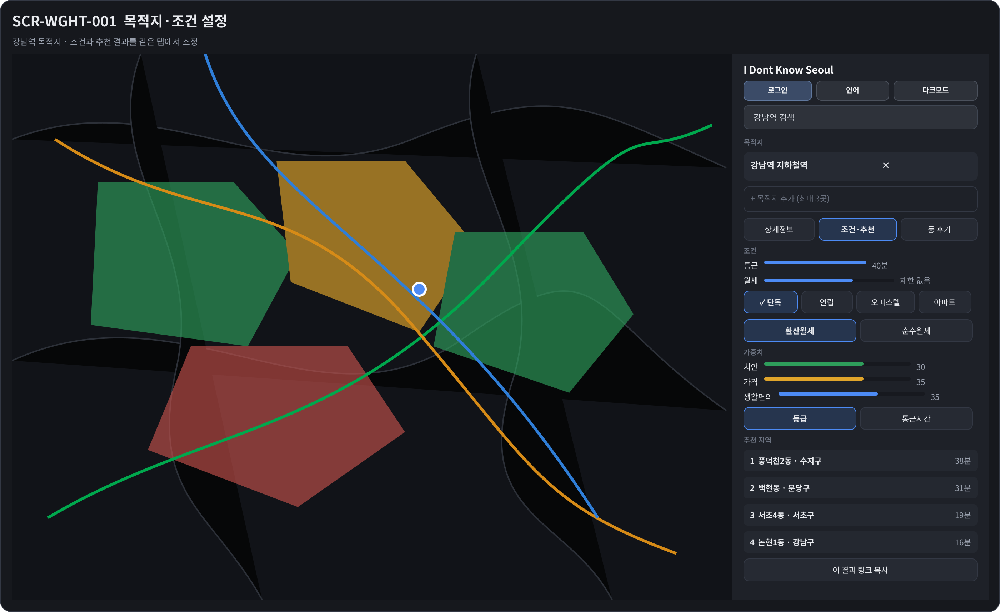 SCR-WGHT-001 목적지·조건 설정
강남역 목적지 · 조건과 추천 결과를 같은 탭에서 조정
I Dont Know Seoul
로그인 언어 다크모드
강남역 검색
목적지
강남역 지하철역 ×
+ 목적지 추가 (최대 3곳)
상세정보 조건·추천 동 후기
조건
통근 40분
월세 제한 없음
✓ 단독 연립 오피스텔 아파트
환산월세 순수월세
가중치
치안 30
가격 35
생활편의 35
등급 통근시간
추천 지역
1 풍덕천2동 · 수지구 38분
2 백현동 · 분당구 31분
3 서초4동 · 서초구 19분
4 논현1동 · 강남구 16분
이 결과 링크 복사